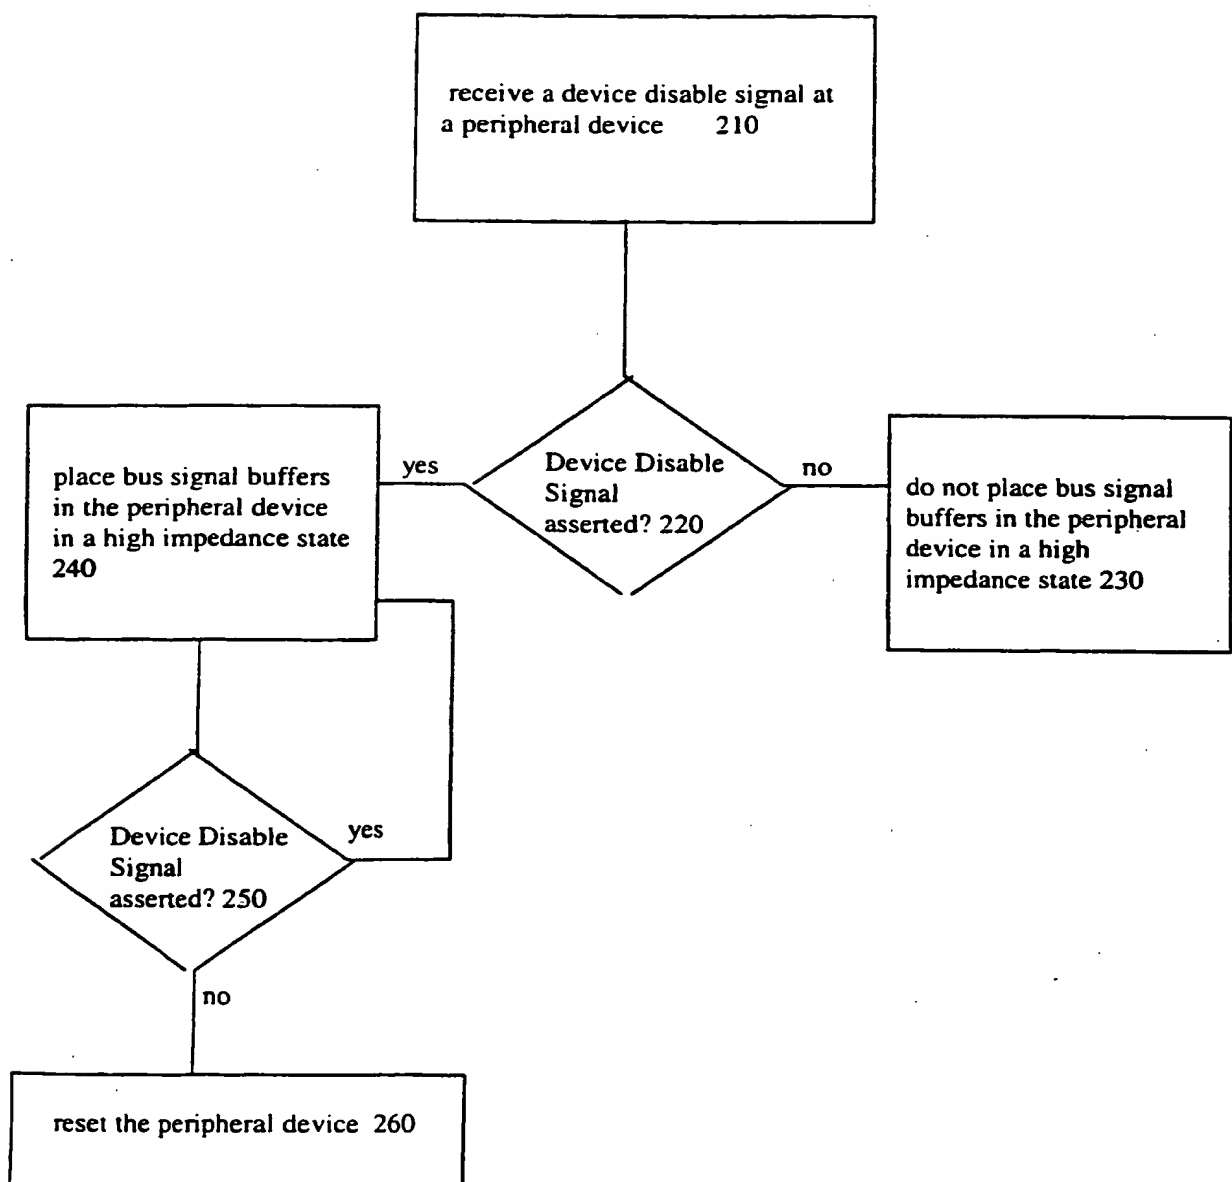 receive a device disable signal at
a peripheral device 210
place bus signal buffers
in the peripheral device
in a high impedance state
240
yes
Device Disable
Signal
asserted? 220
no
do not place bus signal
buffers in the peripheral
device in a high
impedance state 230
Device Disable
Signal
asserted? 250
yes
no
reset the peripheral device 260